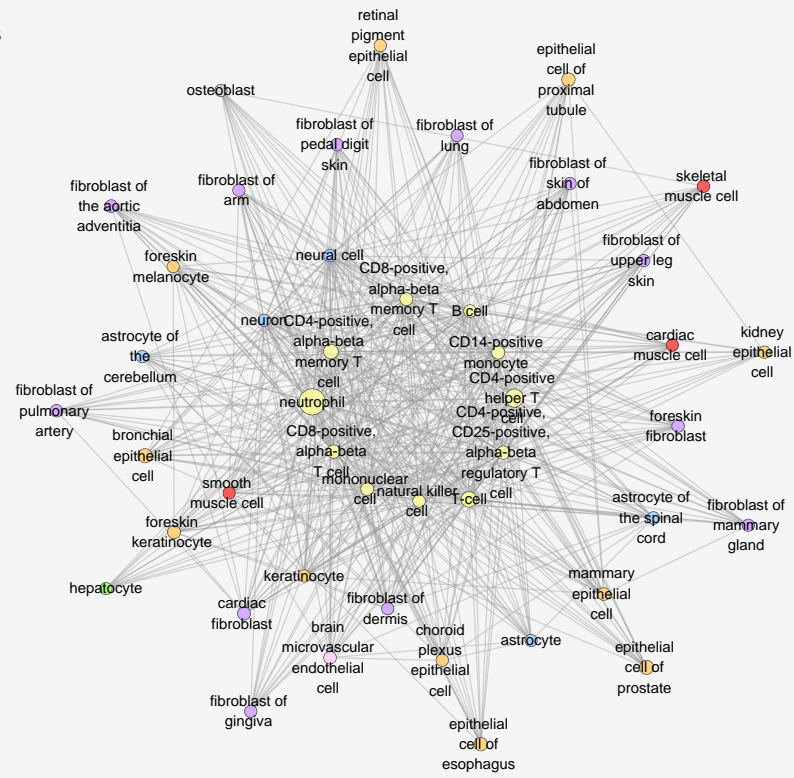 retinal
pigment
epithelial
cell
epithelial
cell of
proximal
tubule
osteoblast
fibroblast of
pedal digit
skin
fibroblast of
lung
fibroblast of
skin of
abdomen
skeletal
muscle cell
fibroblast of
the aortic
adventitia
fibroblast of
arm
foreskin
melanocyte
neural cell
CD8-positive,
alpha-beta
memory T
cell
B cell
fibroblast of
upper leg
skin
neuron
CD4-positive,
alpha-beta
memory T
cell
CD14-positive
monocyte
cardiac
muscle cell
kidney
epithelial
cell
astrocyte of
the
cerebellum
CD4-positive
helper T
cell
neutrophil
CD4-positive,
CD25-positive,
alpha-beta
regulatory T
cell
fibroblast of
pulmonary
artery
foreskin
fibroblast
bronchial
epithelial
cell
CD8-positive,
alpha-beta
T cell
mononuclear
cell
natural killer
cell
T-cell
smooth
muscle cell
astrocyte of
the spinal
cord
fibroblast of
mammary
gland
foreskin
keratinocyte
hepatocyte
keratinocyte
mammary
epithelial
cell
cardiac
fibroblast
fibroblast of
dermis
brain
microvascular
endothelial
cell
choroid
plexus
epithelial
cell
astrocyte
epithelial
cell of
prostate
fibroblast of
gingiva
epithelial
cell of
esophagus